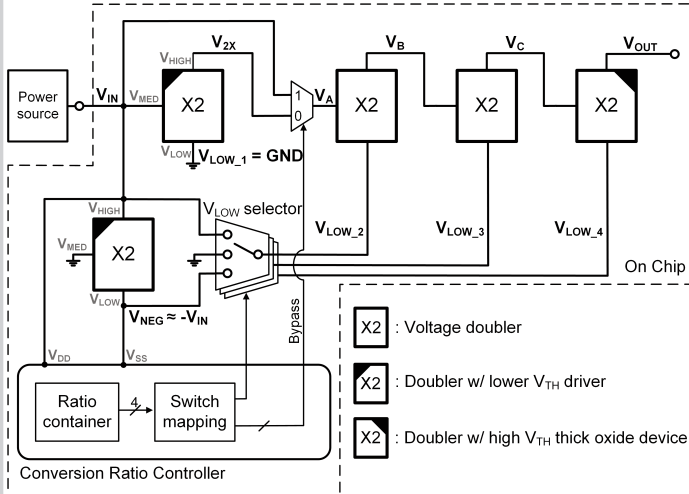 V2X
VB
VC
VOUT
VHIGH
Power
source
VIN
VMED
X2
1
0
VA
X2
X2
X2
VLOW
VLOW_1 = GND
VHIGH
VLOW selector
VLOW_2
VLOW_3
VLOW_4
VMED
X2
On Chip
VLOW
VNEG ≈ -VIN
Bypass
X2 : Voltage doubler
VDD
VSS
X2 : Doubler w/ lower VTH driver
Ratio
container
4
Switch
mapping
X2 : Doubler w/ high VTH thick oxide device
Conversion Ratio Controller